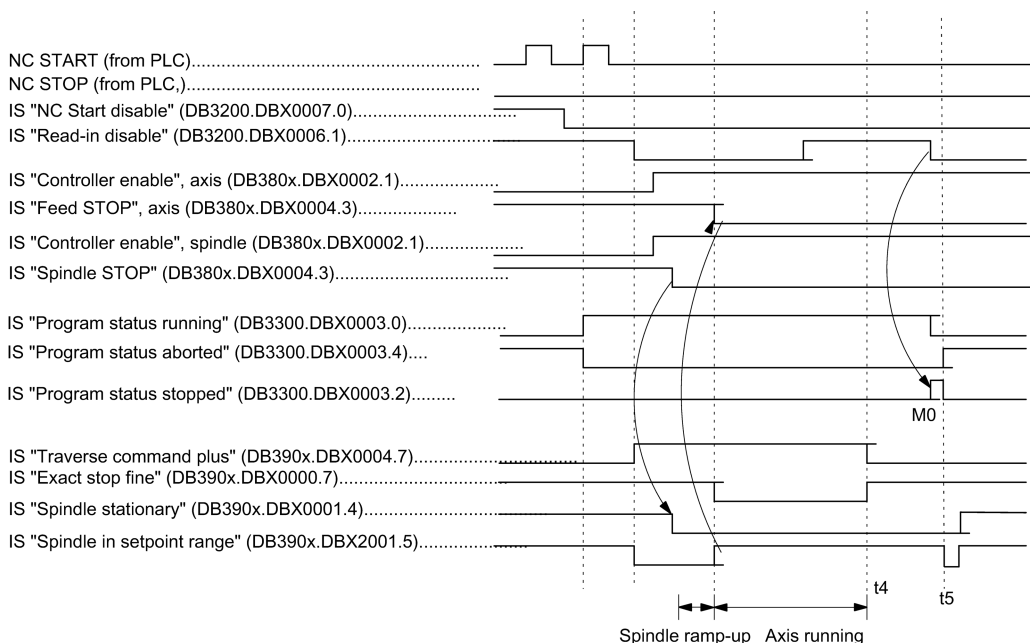 NC START (from PLC)......................................................
NC STOP (from PLC,)......................................................
IS "NC Start disable" (DB3200.DBX0007.0)..............................
IS "Read-in disable" (DB3200.DBX0006.1)................................
IS "Controller enable", axis (DB380x.DBX0002.1)..................
IS "Feed STOP", axis (DB380x.DBX0004.3)..................
IS "Controller enable", spindle (DB380x.DBX0002.1)..................
IS "Spindle STOP" (DB380x.DBX0004.3)................................
IS "Program status running" (DB3300.DBX0003.0)..................
IS "Program status aborted" (DB3300.DBX0003.4)....
IS "Program status stopped" (DB3300.DBX0003.2).........
M0
IS "Traverse command plus" (DB390x.DBX0004.7)..............................
IS "Exact stop fine" (DB390x.DBX0000.7)..............................
IS "Spindle stationary" (DB390x.DBX0001.4)..............................
IS "Spindle in setpoint range" (DB390x.DBX2001.5)....................
t4
t5
Spindle ramp-up Axis running